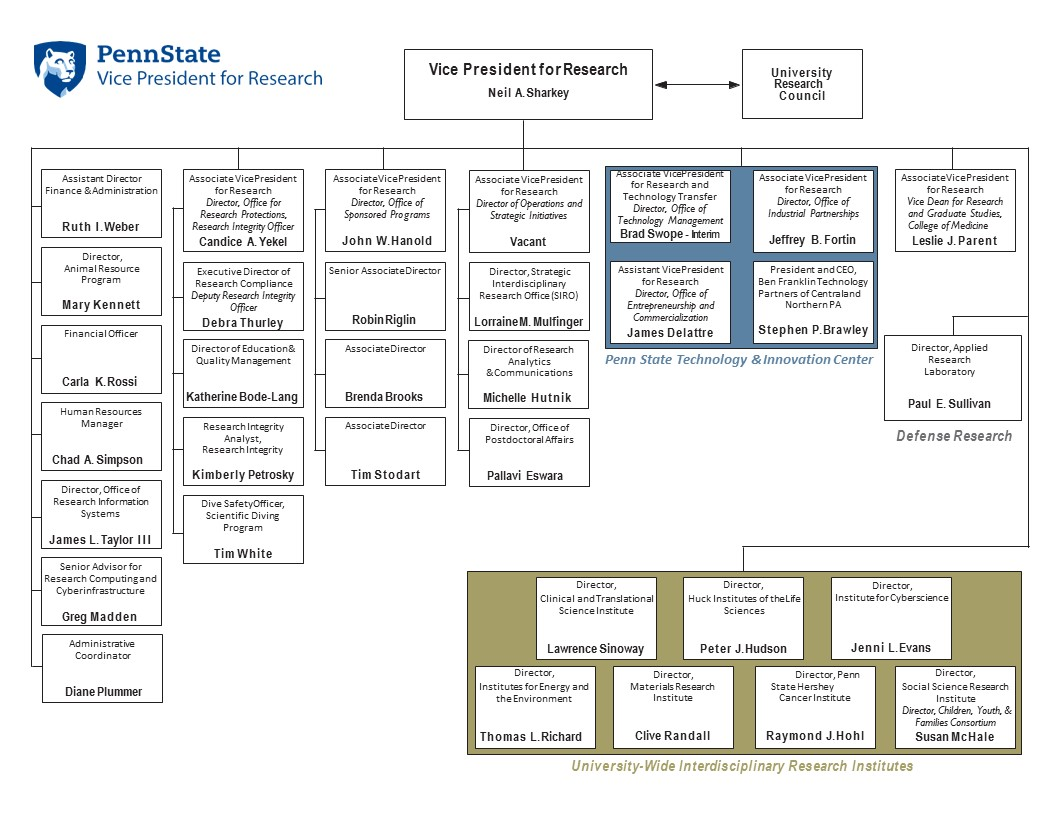 PennState
Vice President for Research
Vice President for Research
Neil A. Sharkey
University
Research
Council
Assistant Director
Finance & Administration
Ruth I. Weber
Director,
Animal Resource
Program
Mary Kennett
Financial Officer
Carla K. Rossi
Human Resources
Manager
Chad A. Simpson
Director, Office of
Research Information
Systems
James L. Taylor III
Senior Advisor for
Research Computing and
Cyberinfrastructure
Greg Madden
Administrative
Coordinator
Diane Plummer
Associate Vice President
for Research
Director, Office for
Research Protections,
Research Integrity Officer
Candice A. Yekel
Executive Director of
Research Compliance
Deputy Research Integrity
Officer
Debra Thurley
Director of Education &
Quality Management
Katherine Bode-Lang
Research Integrity
Analyst,
Research Integrity
Kimberly Petrosky
Dive Safety Officer,
Scientific Diving
Program
Tim White
Associate Vice President
for Research
Director, Office of
Sponsored Programs
John W. Hanold
Senior Associate Director
Robin Riglin
Associate Director
Brenda Brooks
Associate Director
Tim Stodart
Associate Vice President
for Research
Director of Operations and
Strategic Initiatives
Vacant
Director, Strategic
Interdisciplinary
Research Office (SIRO)
Lorraine M. Mulfinger
Director of Research
Analytics
& Communications
Michelle Hutnik
Director, Office of
Postdoctoral Affairs
Pallavi Eswara
Associate Vice President
for Research and
Technology Transfer
Director, Office of
Technology Management
Brad Swope - Interim
Associate Vice President
for Research
Director, Office of
Industrial Partnerships
Jeffrey B. Fortin
Assistant Vice President
for Research
Director, Office of
Entrepreneurship and
Commercialization
James Delattre
President and CEO,
Ben Franklin Technology
Partners of Central and
Northern PA
Stephen P. Brawley
Penn State Technology & Innovation Center
Associate Vice President
for Research
Vice Dean for Research
and Graduate Studies,
College of Medicine
Leslie J. Parent
Director, Applied
Research
Laboratory
Paul E. Sullivan
Defense Research
Director,
Clinical and Translational
Science Institute
Lawrence Sinoway
Director,
Huck Institutes of the Life
Sciences
Peter J. Hudson
Director,
Institute for Cyberscience
Jenni L. Evans
Director,
Institutes for Energy and
the Environment
Thomas L. Richard
Director,
Materials Research
Institute
Clive Randall
Director, Penn
State Hershey
Cancer Institute
Raymond J. Hohl
Director,
Social Science Research
Institute
Director, Children, Youth, &
Families Consortium
Susan McHale
University-Wide Interdisciplinary Research Institutes